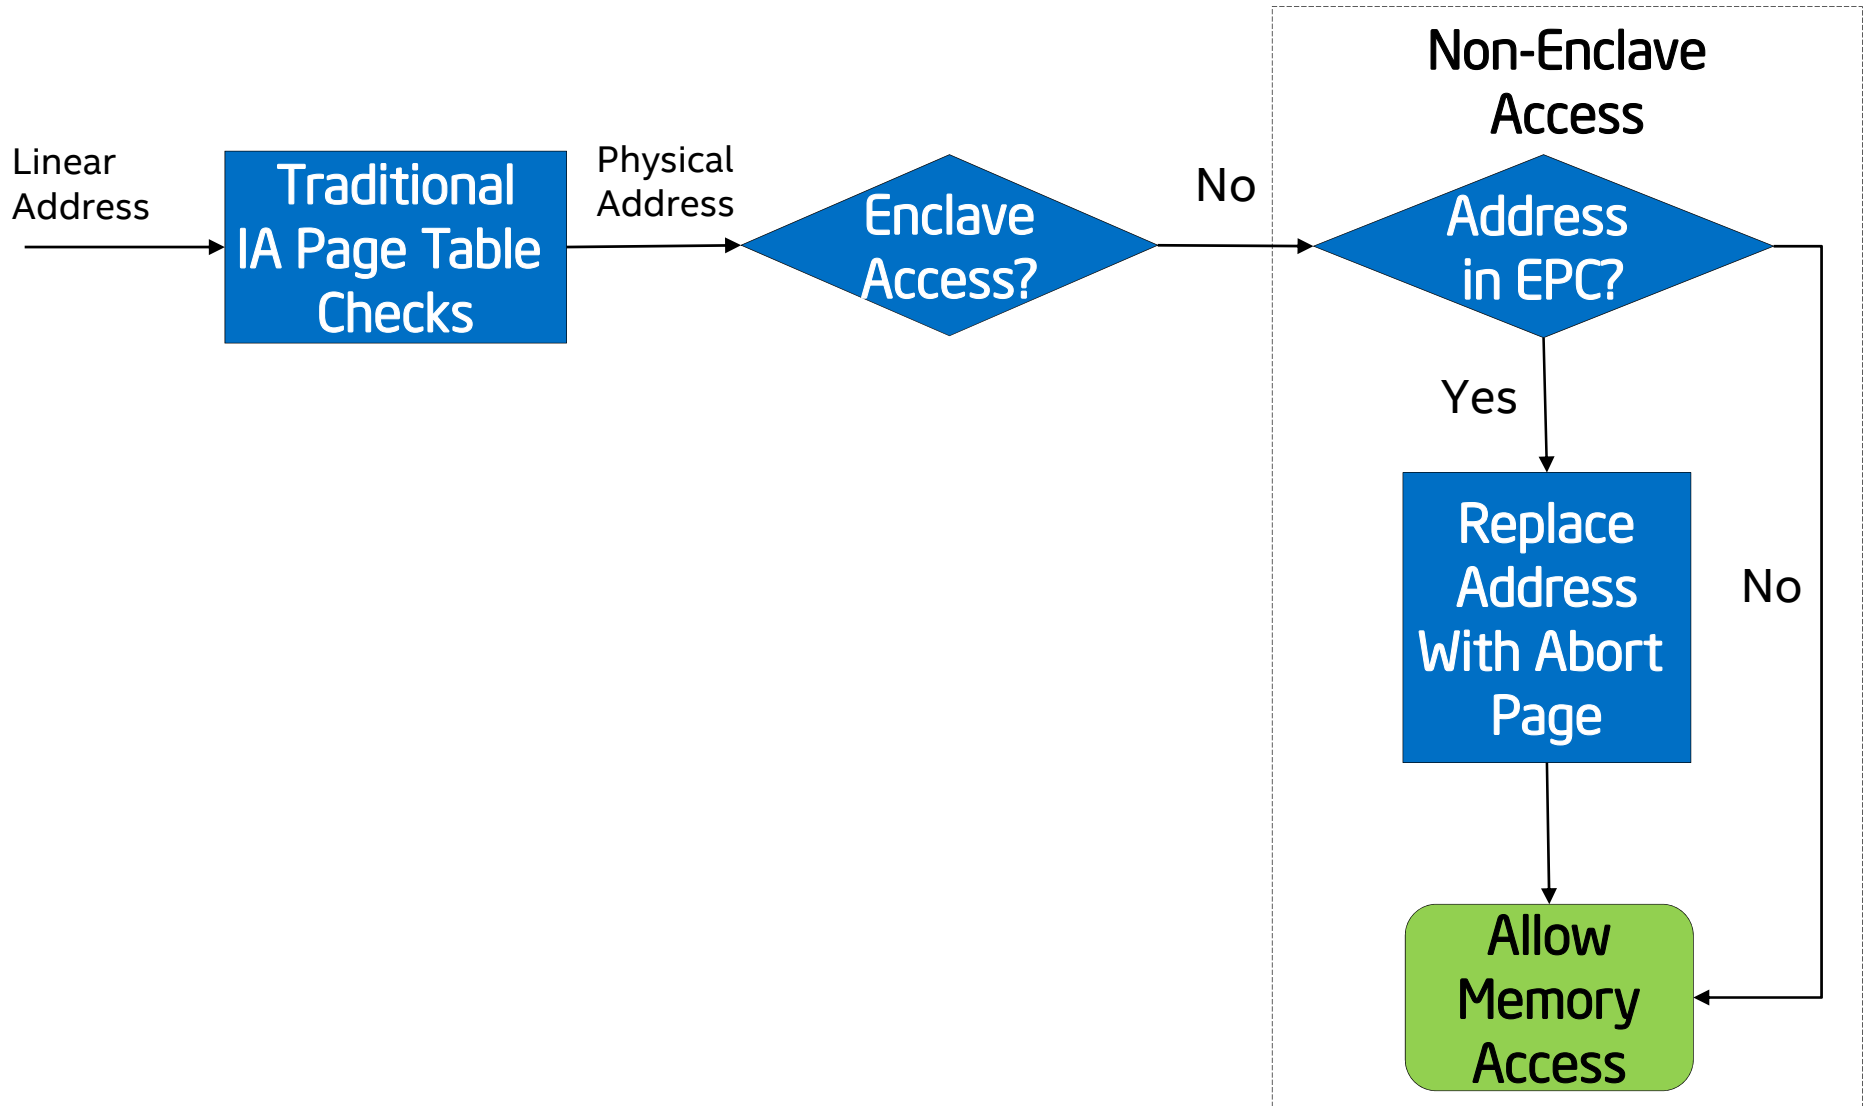 Non-Enclave
Access
Linear
Address
Traditional
IA Page Table
Checks
Physical
Address
Enclave
Access?
No
Address
in EPC?
Yes
Replace
Address
With Abort
Page
No
Allow
Memory
Access